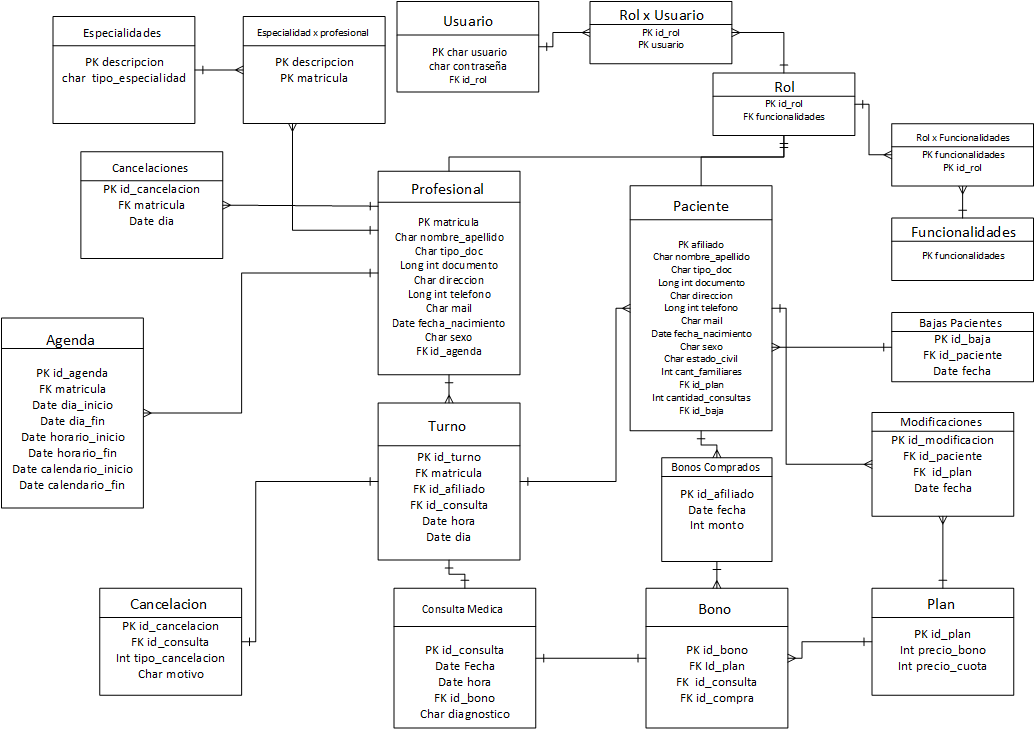 Especialidades
PK descripcion
char tipo_especialidad
Especialidad x profesional
PK descripcion
PK matricula
Usuario
PK char usuario
char contraseña
FK id_rol
Rol x Usuario
PK id_rol
PK usuario
Rol
PK id_rol
FK funcionalidades
Rol x Funcionalidades
PK funcionalidades
PK id_rol
Funcionalidades
PK funcionalidades
Cancelaciones
PK id_cancelacion
FK matricula
Date dia
Profesional
PK matricula
Char nombre_apellido
Char tipo_doc
Long int documento
Char direccion
Long int telefono
Char mail
Date fecha_nacimiento
Char sexo
FK id_agenda
Paciente
PK afiliado
Char nombre_apellido
Char tipo_doc
Long int documento
Char direccion
Long int telefono
Char mail
Date fecha_nacimiento
Char sexo
Char estado_civil
Int cant_familiares
FK id_plan
Int cantidad_consultas
FK id_baja
Bajas Pacientes
PK id_baja
FK id_paciente
Date fecha
Agenda
PK id_agenda
FK matricula
Date dia_inicio
Date dia_fin
Date horario_inicio
Date horario_fin
Date calendario_inicio
Date calendario_fin
Turno
PK id_turno
FK matricula
FK id_afiliado
FK id_consulta
Date hora
Date dia
Bonos Comprados
PK id_afiliado
Date fecha
Int monto
Modificaciones
PK id_modificacion
FK id_paciente
FK  id_plan
Date fecha
Cancelacion
PK id_cancelacion
FK id_consulta
Int tipo_cancelacion
Char motivo
Consulta Medica
PK id_consulta
Date Fecha
Date hora
FK id_bono
Char diagnostico
Bono
PK id_bono
FK Id_plan
FK  id_consulta
FK id_compra
Plan
PK id_plan
Int precio_bono
Int precio_cuota